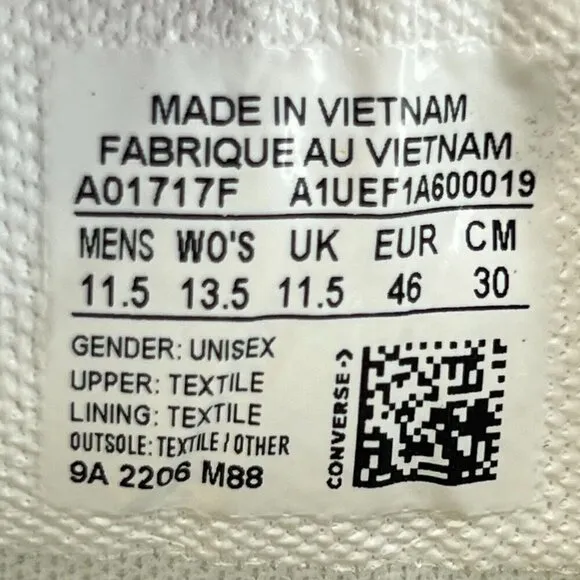 MADE IN VIETNAM
FABRIQUE AU VIETNAM
A01717F A1UEF1A600019
MENS WO'S UK EUR CM
11.5 13.5 11.5 46 30
GENDER: UNISEX
UPPER: TEXTILE
LINING: TEXTILE
OUTSOLE: TEXTILE / OTHER
9A 2206 M88
CONVERSE->